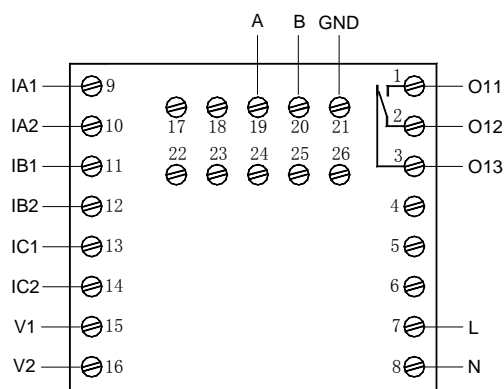 A B GND
IA1 9 1 O11
17 18 19 20 21
IA2 10 2 O12
22 23 24 25 26
IB1 11 3 O13
IB2 12 4
IC1 13 5
IC2 14 6
V1 15 7 L
V2 16 8 N